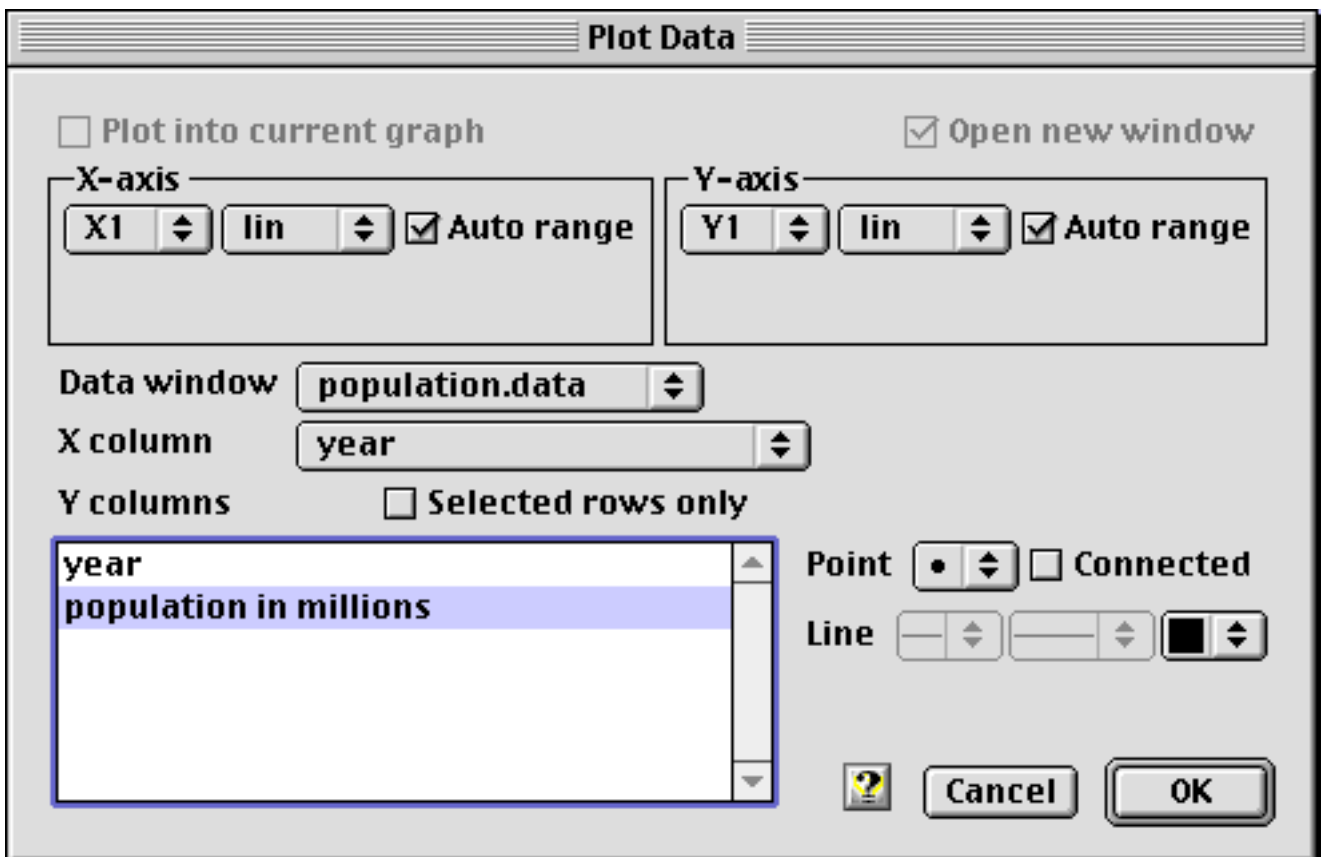 Plot Data
Plot into current graph
Open new window
X-axis
Y-axis
X1 lin Auto range
Y1 lin Auto range
Data window population.data
X column year
Y columns Selected rows only
year
population in millions
Point Connected
Line
? Cancel OK